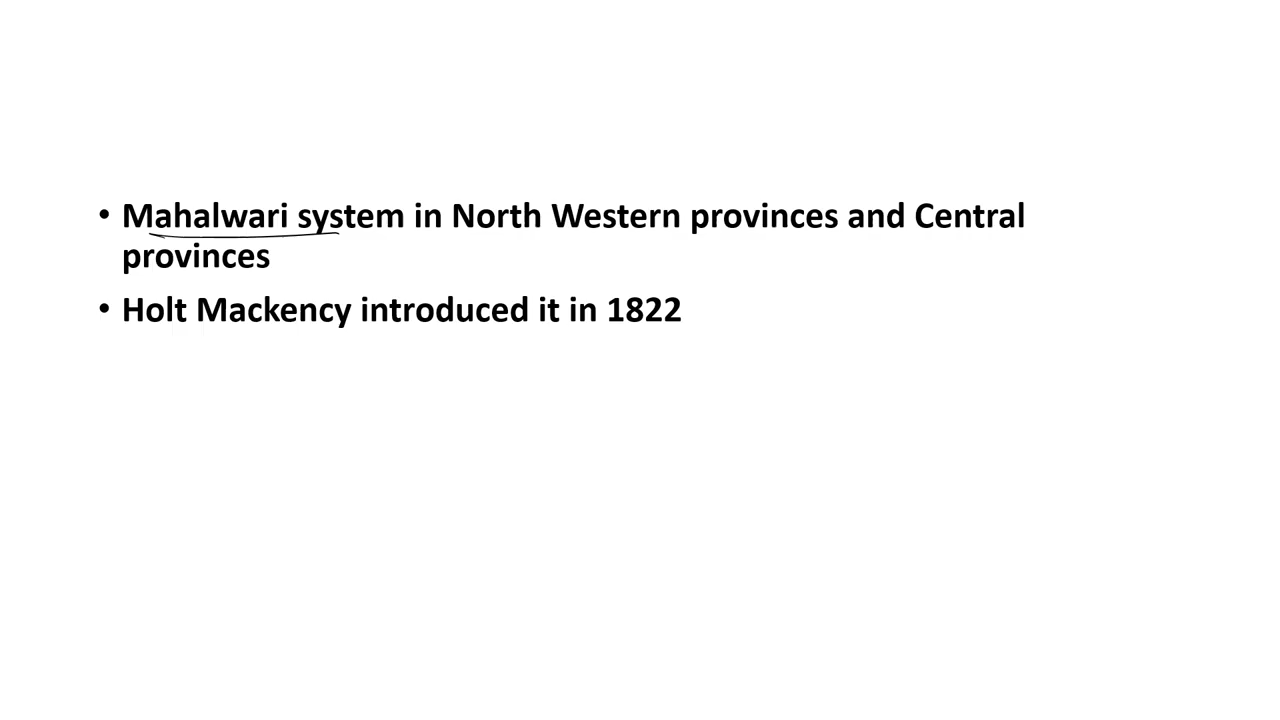 • Mahalwari system in North Western provinces and Central
provinces
• Holt Mackency introduced it in 1822